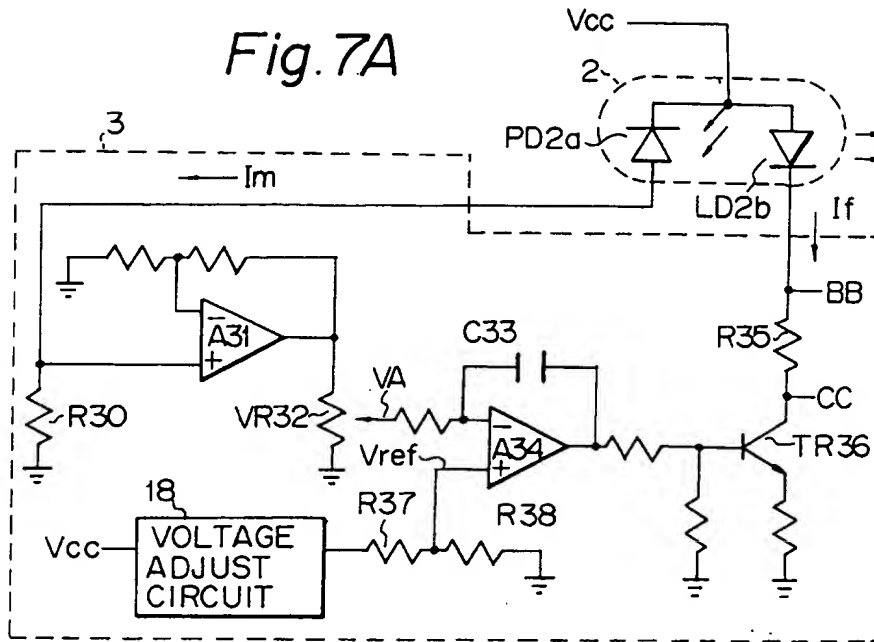 Fig. 7A
Vcc
2
3
PD2a
Im
LD2b
If
BB
A31
C33
R35
VA
CC
R30
VR32
A34
TR36
Vref
18
R37
R38
Vcc
VOLTAGE
ADJUST
CIRCUIT